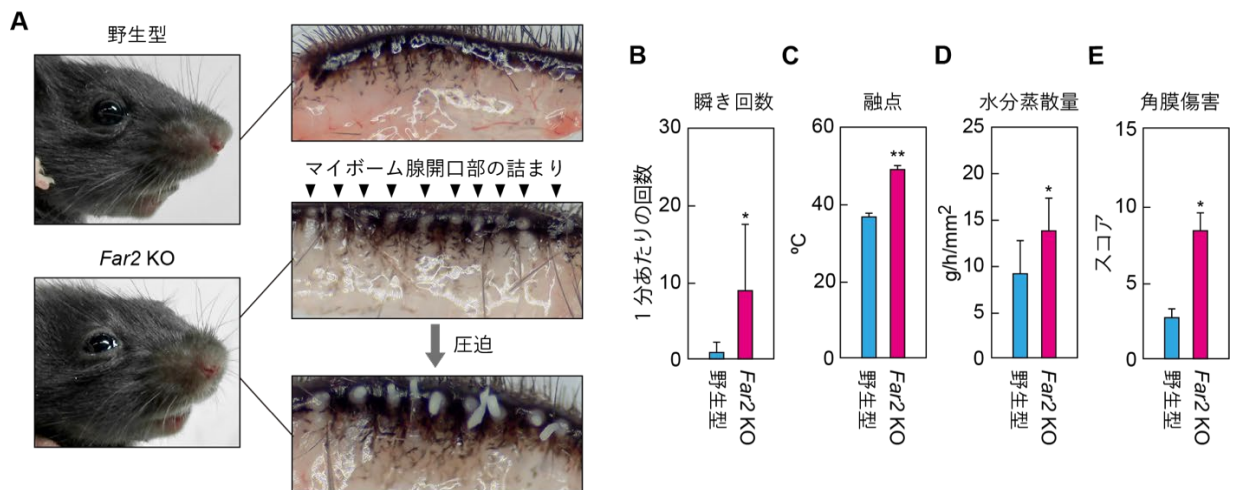 A
野生型
マイボーム腺開口部の詰まり
Far2 KO
圧迫
B
瞬き回数
1分あたりの回数
30
20
10
0
野生型
Far2 KO
C
融点
℃
60
40
20
0
野生型
Far2 KO
**
D
水分蒸散量
g/h/mm²
25
20
15
10
5
0
野生型
Far2 KO
*
E
角膜傷害
スコア
15
10
5
0
野生型
Far2 KO
*
*